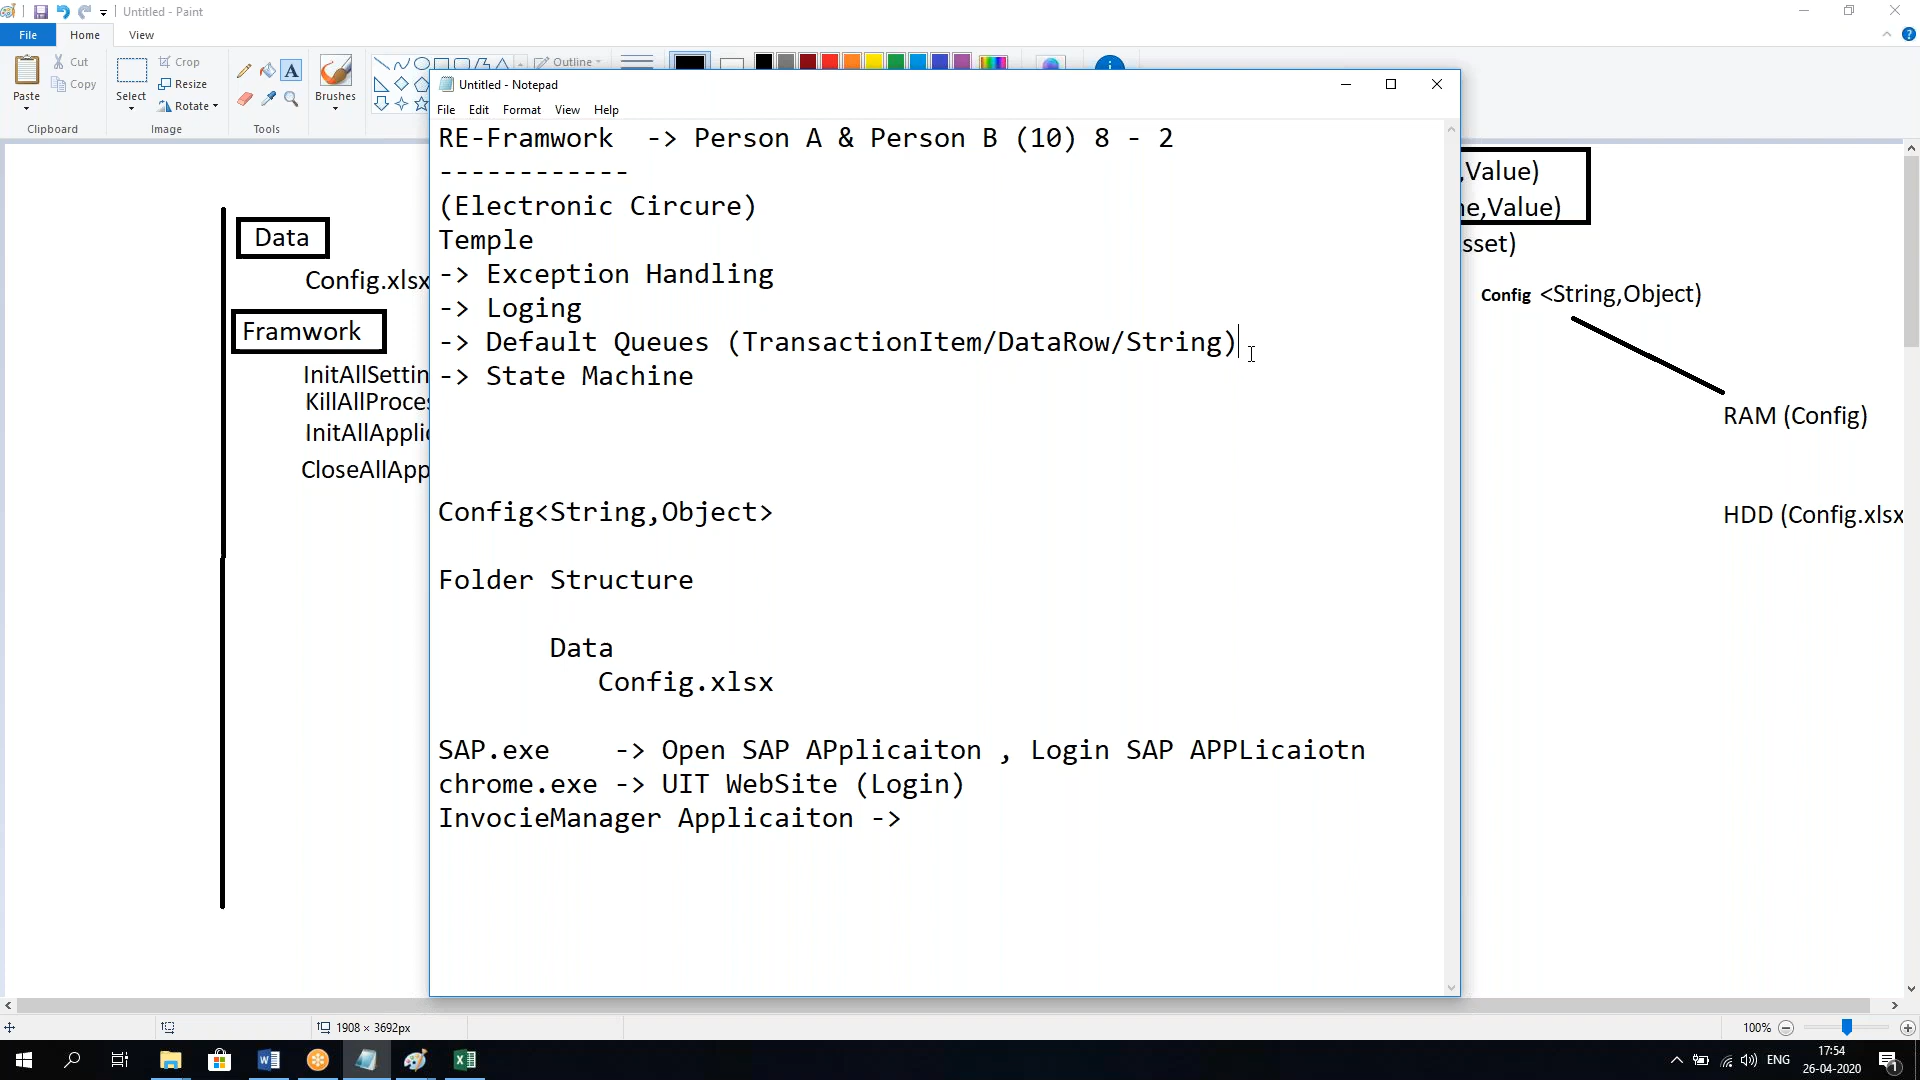 Untitled - Paint
File Home View
Paste
Cut
Copy
Clipboard
Select
Crop
Resize
Rotate
Image
Tools
Brushes
Outline
Untitled - Notepad
File Edit Format View Help
RE-Framwork -> Person A & Person B (10) 8 - 2
------------
(Electronic Circure)
Temple
-> Exception Handling
-> Loging
-> Default Queues (TransactionItem/DataRow/String)
-> State Machine
Config<String,Object>
Folder Structure
Data
Config.xlsx
SAP.exe -> Open SAP APplicaiton , Login SAP APPLicaiotn
chrome.exe -> UIT WebSite (Login)
InvocieManager Applicaiton ->
Data
Config.xlsx
Framwork
InitAllSettin
KillAllProces
InitAllApplic
CloseAllApp
,Value)
ne,Value)
sset)
Config <String,Object)
RAM (Config)
HDD (Config.xlsx
1908 × 3692px
100%
ENG
17:54
26-04-2020
1